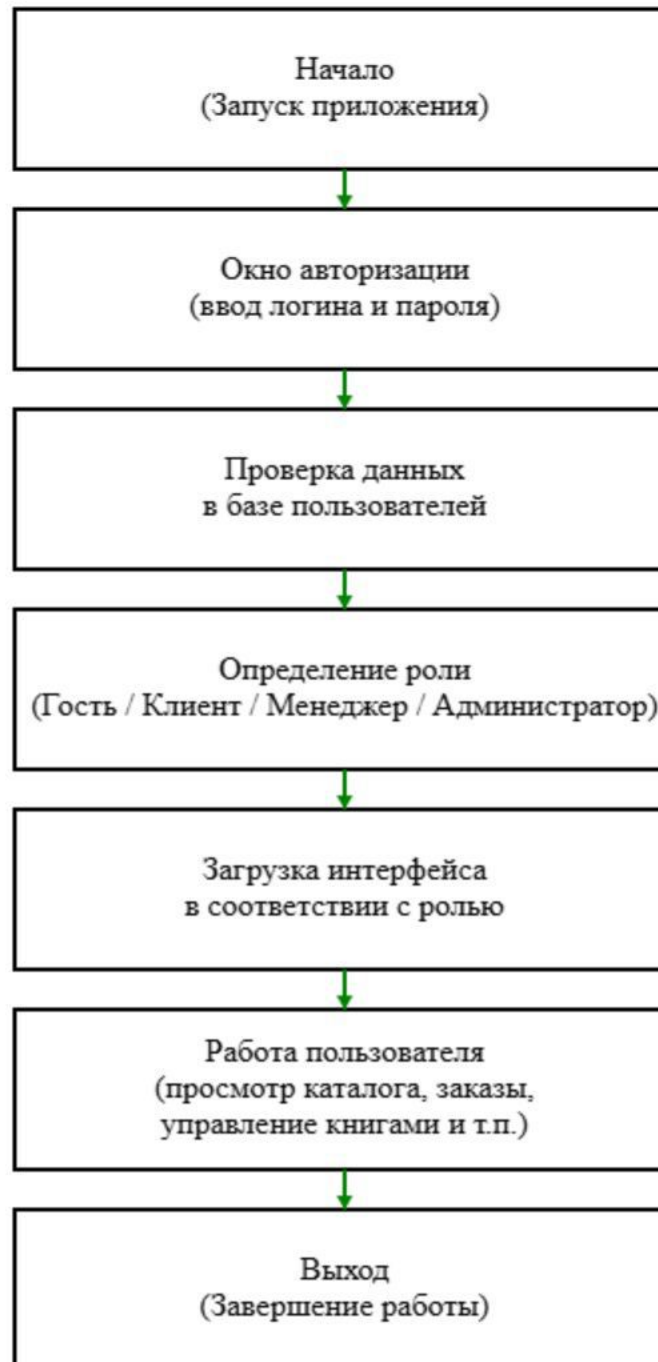 Начало
(Запуск приложения)
Окно авторизации
(ввод логина и пароля)
Проверка данных
в базе пользователей
Определение роли
(Гость / Клиент / Менеджер / Администратор)
Загрузка интерфейса
в соответствии с ролью
Работа пользователя
(просмотр каталога, заказы,
управление книгами и т.п.)
Выход
(Завершение работы)